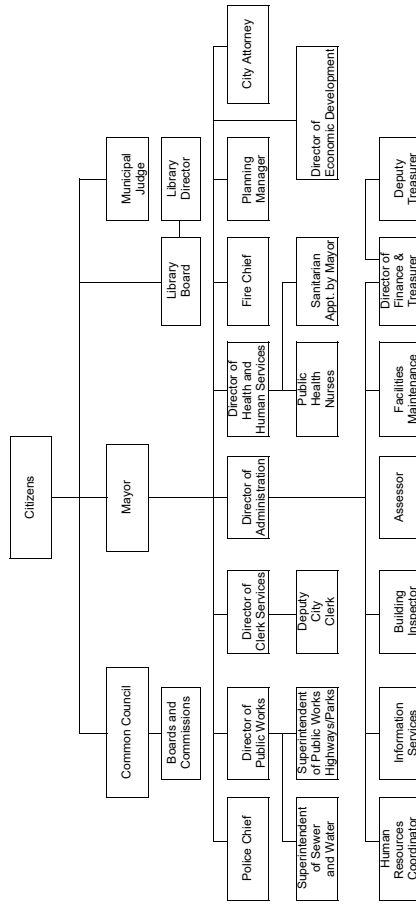 Citizens
Common Council
Mayor
Municipal
Judge
Boards and
Commissions
Library
Board
Library
Director
Police Chief
Director of
Public Works
Director of
Clerk Services
Director of
Administration
Director of
Health and
Human Services
Fire Chief
Planning
Manager
City Attorney
Superintendent
of Sewer
and Water
Superintendent
of Public Works
Highways/Parks
Deputy
City
Clerk
Public
Health
Nurses
Sanitarian
Appt. by Mayor
Director of
Economic Development
Human
Resources
Coordinator
Information
Services
Building
Inspector
Assessor
Facilities
Maintenance
Director of
Finance &
Treasurer
Deputy
Treasurer